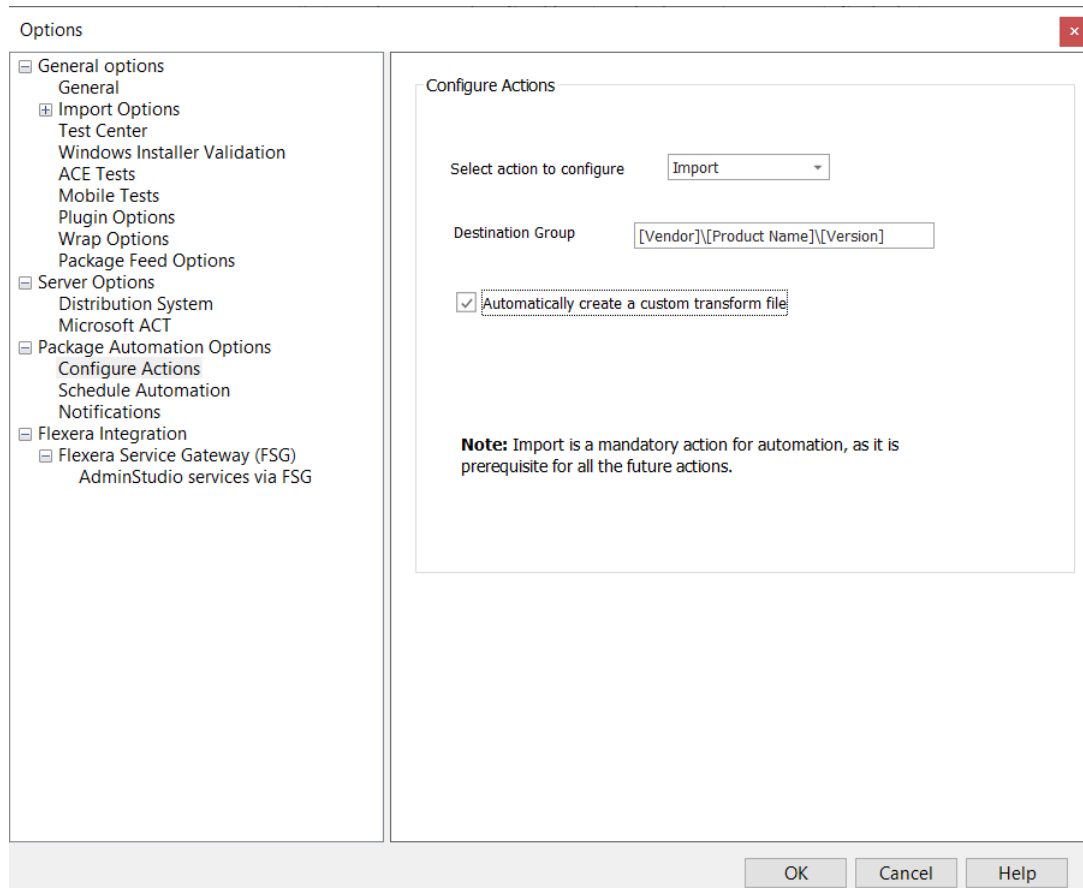 Options
General options
General
Import Options
Test Center
Windows Installer Validation
ACE Tests
Mobile Tests
Plugin Options
Wrap Options
Package Feed Options
Server Options
Distribution System
Microsoft ACT
Package Automation Options
Configure Actions
Schedule Automation
Notifications
Flexera Integration
Flexera Service Gateway (FSG)
AdminStudio services via FSG
Configure Actions
Select action to configure
Import
Destination Group
[Vendor]\[Product Name]\[Version]
Automatically create a custom transform file
Note: Import is a mandatory action for automation, as it is
prerequisite for all the future actions.
OK
Cancel
Help